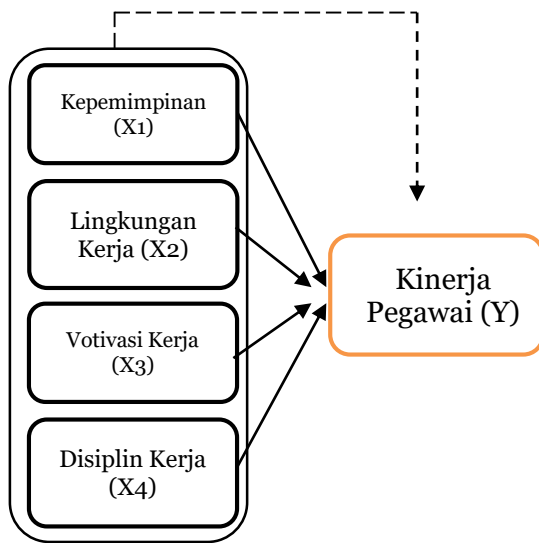 Kepemimpinan
(X1)
Lingkungan
Kerja (X2)
Votivasi Kerja
(X3)
Disiplin Kerja
(X4)
Kinerja
Pegawai (Y)